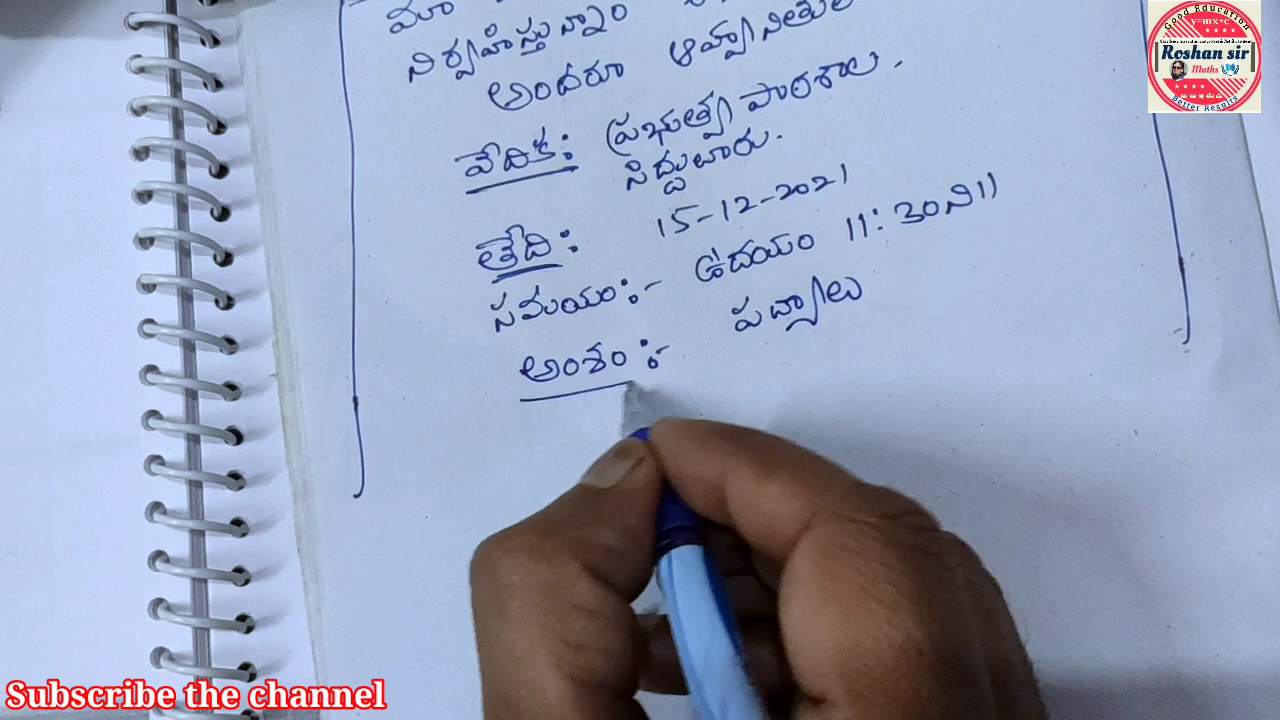 మా
నిర్వహిస్తున్నాం
అందరూ ఆహ్వానితులే
వేదిక: ప్రభుత్వ పాఠశాల.
సిద్దుటూరు.
తేది: 15-12-2021
సమయం:- ఉదయం 11:30ని॥
అంశం:- పద్యాలు
Good Education
y=mx+c
Roshan sir
Maths
Better Results
Subscribe the channel